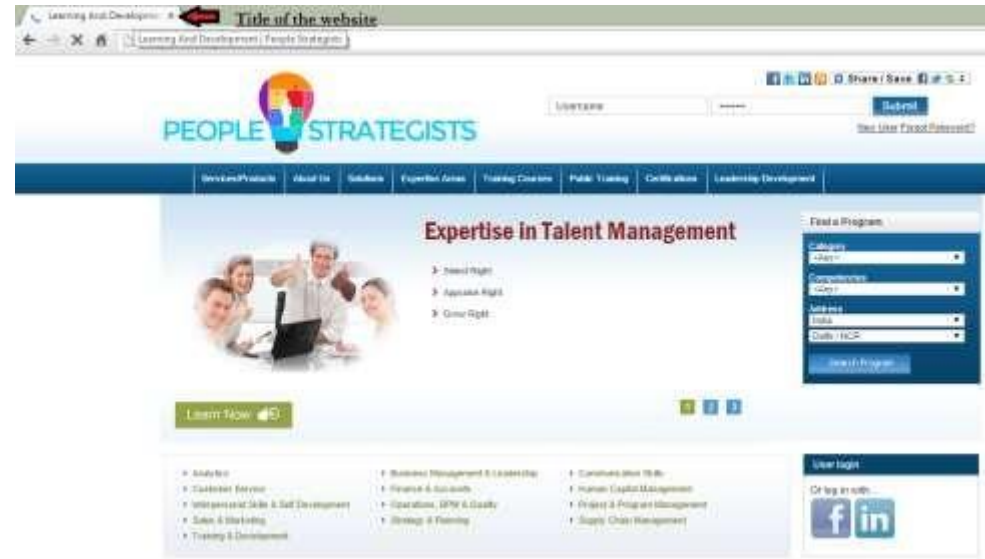 Learning And Developmen x
Title of the website
Learning And Development | People Strategists
Share / Save
Username
Submit
New User Forgot Password?
PEOPLE STRATEGISTS
Services/Products About Us Solutions Expertise Areas Training Courses Public Training Certifications Leadership Development
Expertise in Talent Management
Select Right
Appraise Right
Grow Right
Find a Program
Category
<Any>
Competencies
<Any>
Address
India
Delhi / NCR
Search Program
Learn Now
1 2 3
Analytics
Customer Service
Interpersonal Skills & Self Development
Sales & Marketing
Training & Development
Business Management & Leadership
Finance & Accounts
Operations, BPM & Quality
Strategy & Planning
Communication Skills
Human Capital Management
Project & Program Management
Supply Chain Management
User login
Or log in with...
f in